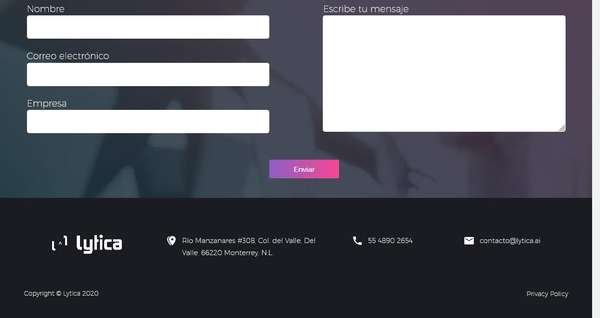 Nombre
Escribe tu mensaje
Correo electrónico
Empresa
Enviar
lytica
Río Manzanares #308, Col. del Valle, Del
Valle, 66220 Monterrey, N.L.
55 4890 2654
contacto@lytica.ai
Copyright © Lytica 2020
Privacy Policy